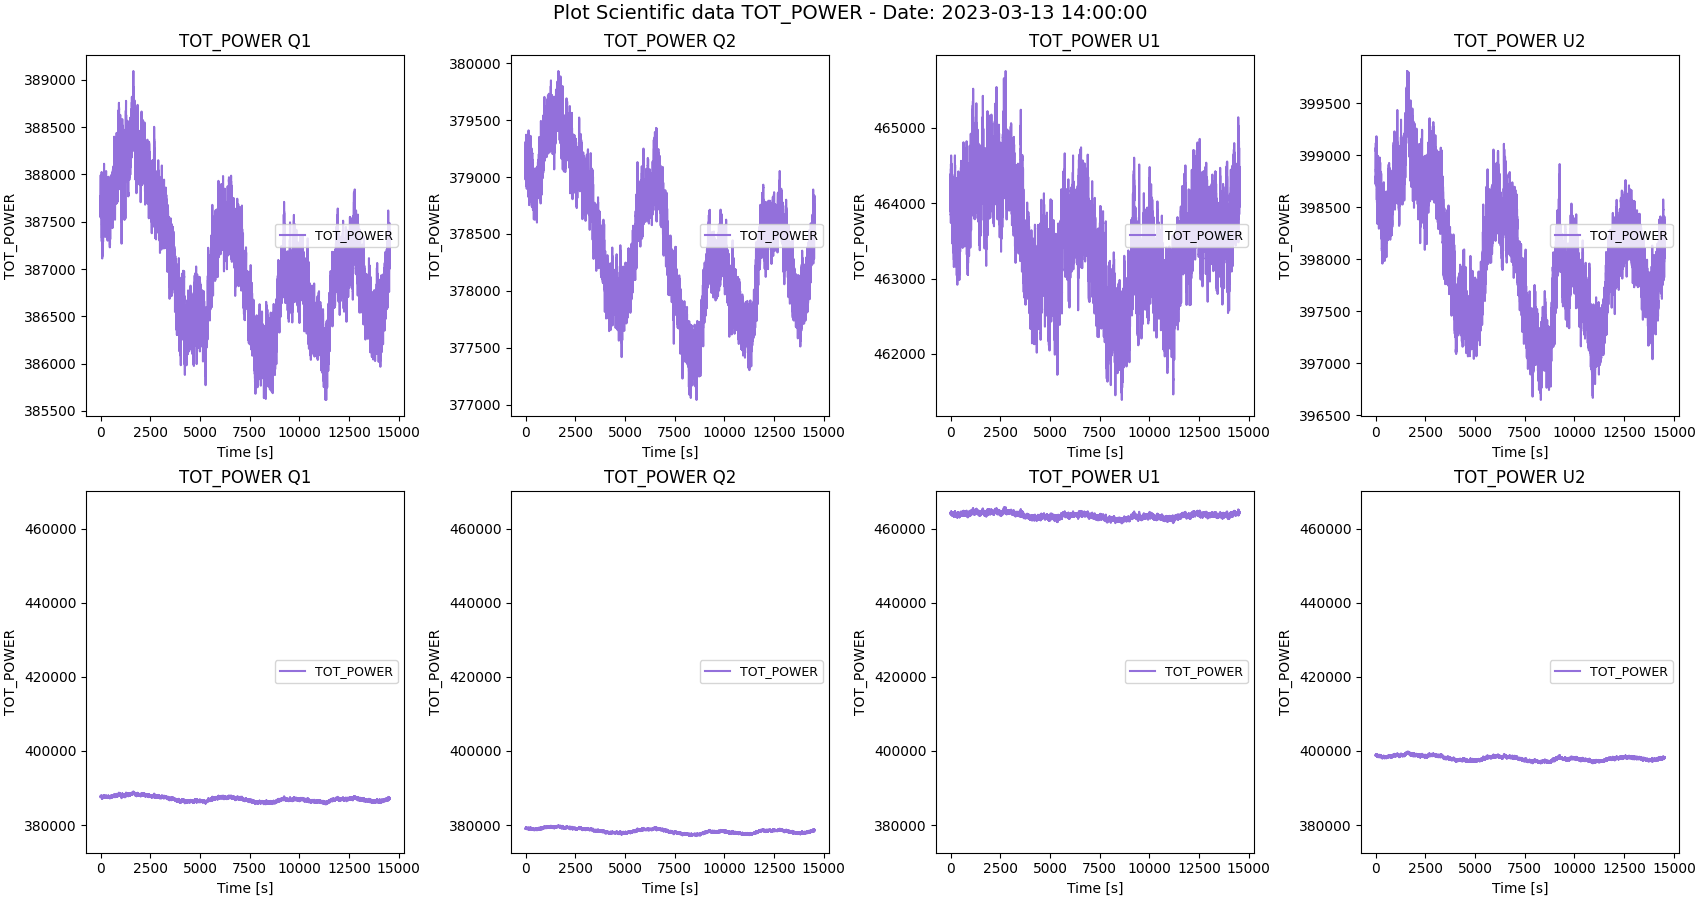 Plot Scientific data TOT_POWER - Date: 2023-03-13 14:00:00
TOT_POWER Q1
TOT_POWER
389000
388500
388000
387500
387000
386500
386000
385500
TOT_POWER
0 2500 5000 7500 10000 12500 15000
Time [s]
TOT_POWER Q2
TOT_POWER
380000
379500
379000
378500
378000
377500
377000
TOT_POWER
0 2500 5000 7500 10000 12500 15000
Time [s]
TOT_POWER U1
TOT_POWER
465000
464000
463000
462000
TOT_POWER
0 2500 5000 7500 10000 12500 15000
Time [s]
TOT_POWER U2
TOT_POWER
399500
399000
398500
398000
397500
397000
396500
TOT_POWER
0 2500 5000 7500 10000 12500 15000
Time [s]
TOT_POWER Q1
TOT_POWER
460000
440000
420000
400000
380000
TOT_POWER
0 2500 5000 7500 10000 12500 15000
Time [s]
TOT_POWER Q2
TOT_POWER
460000
440000
420000
400000
380000
TOT_POWER
0 2500 5000 7500 10000 12500 15000
Time [s]
TOT_POWER U1
TOT_POWER
460000
440000
420000
400000
380000
TOT_POWER
0 2500 5000 7500 10000 12500 15000
Time [s]
TOT_POWER U2
TOT_POWER
460000
440000
420000
400000
380000
TOT_POWER
0 2500 5000 7500 10000 12500 15000
Time [s]